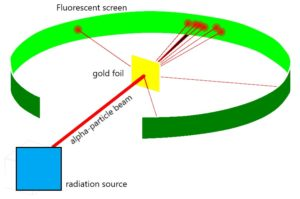 Fluorescent screen
gold foil
alpha-particle beam
radiation source